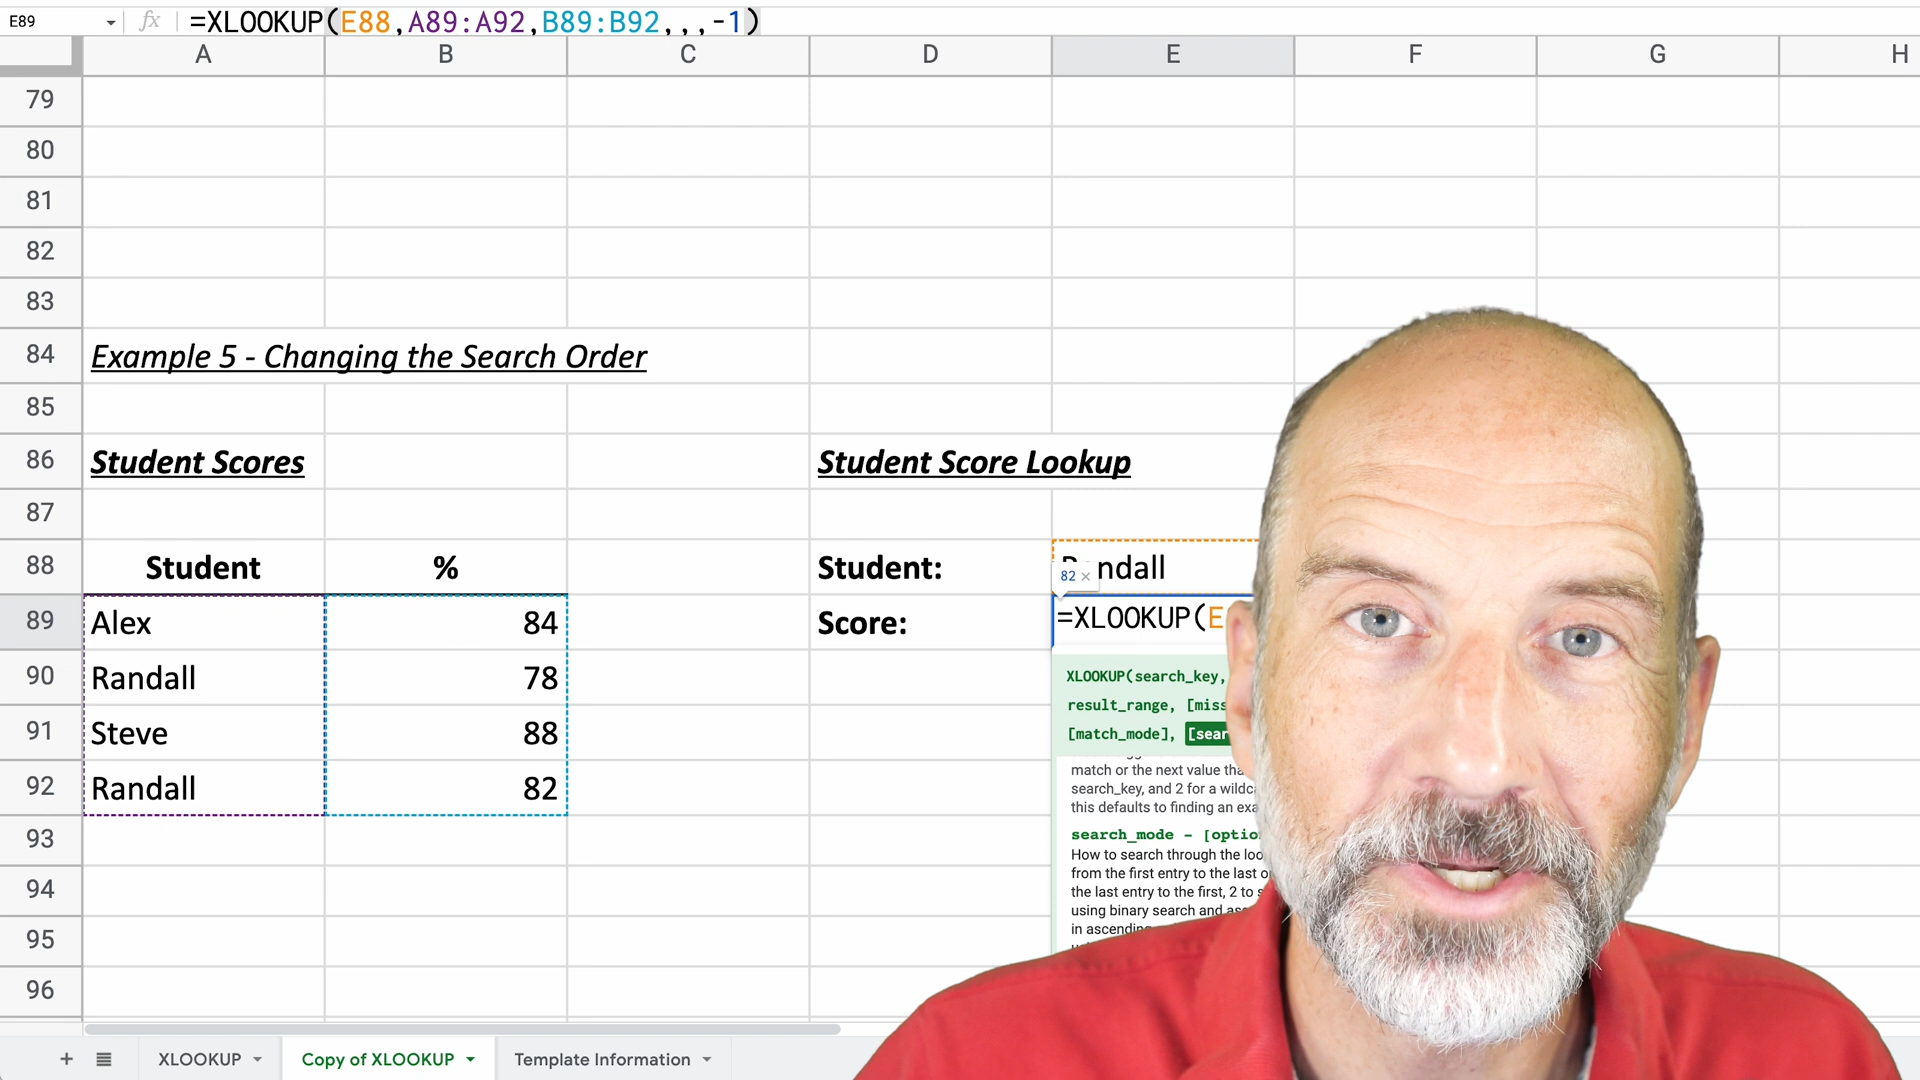 E89 fx =XLOOKUP(E88,A89:A92,B89:B92,,,-1)
A B C D E F G H
79
80
81
82
83
84 Example 5 - Changing the Search Order
85
86 Student Scores Student Score Lookup
87
88 Student % Student: Randall
82 ×
89 Alex 84 Score: =XLOOKUP(E
90 Randall 78
XLOOKUP(search_key,
result_range, [miss
91 Steve 88
[match_mode], [sear
match or the next value tha
92 Randall 82
search_key, and 2 for a wildc
this defaults to finding an exa
93
search_mode - [optio
How to search through the loo
from the first entry to the last o
94
the last entry to the first, 2 to s
using binary search and ass
in ascending
95
96
+ XLOOKUP Copy of XLOOKUP Template Information